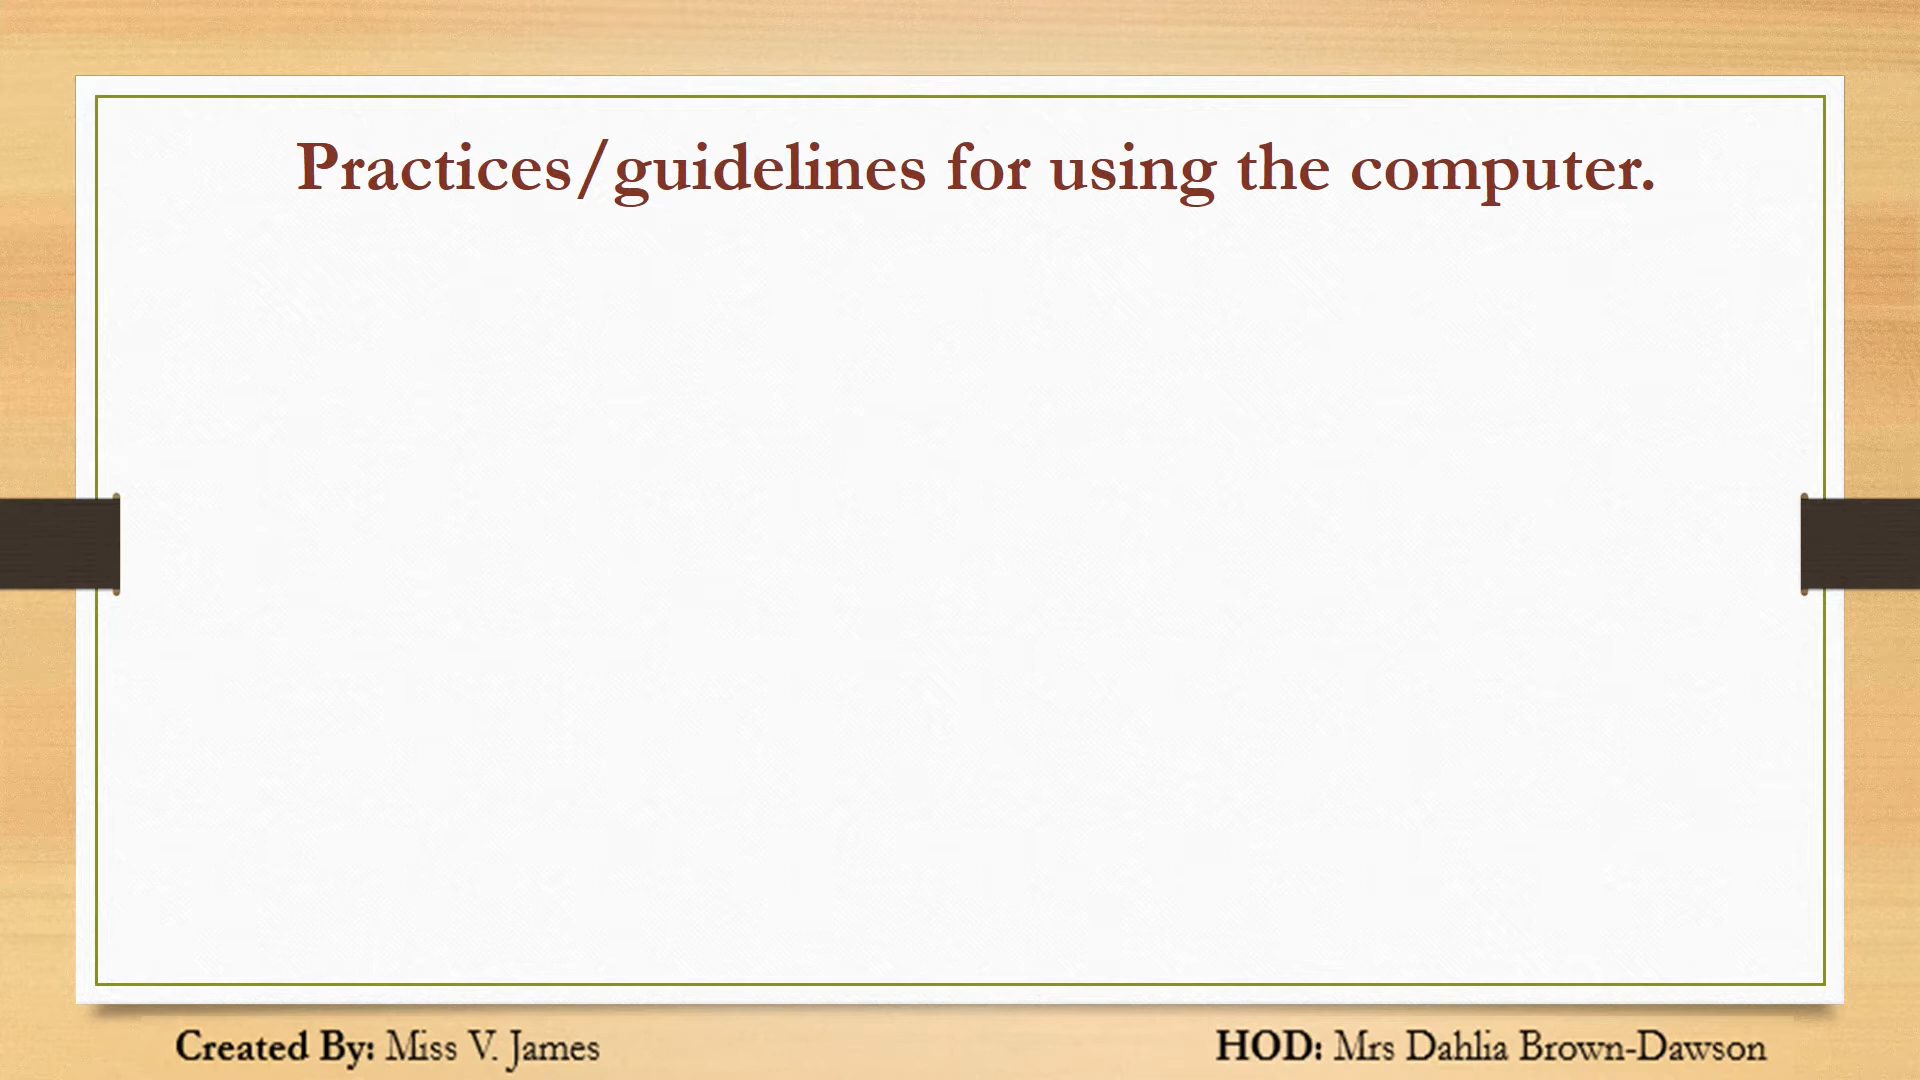 Practices/guidelines for using the computer.
Created By: Miss V. James
HOD: Mrs Dahlia Brown-Dawson